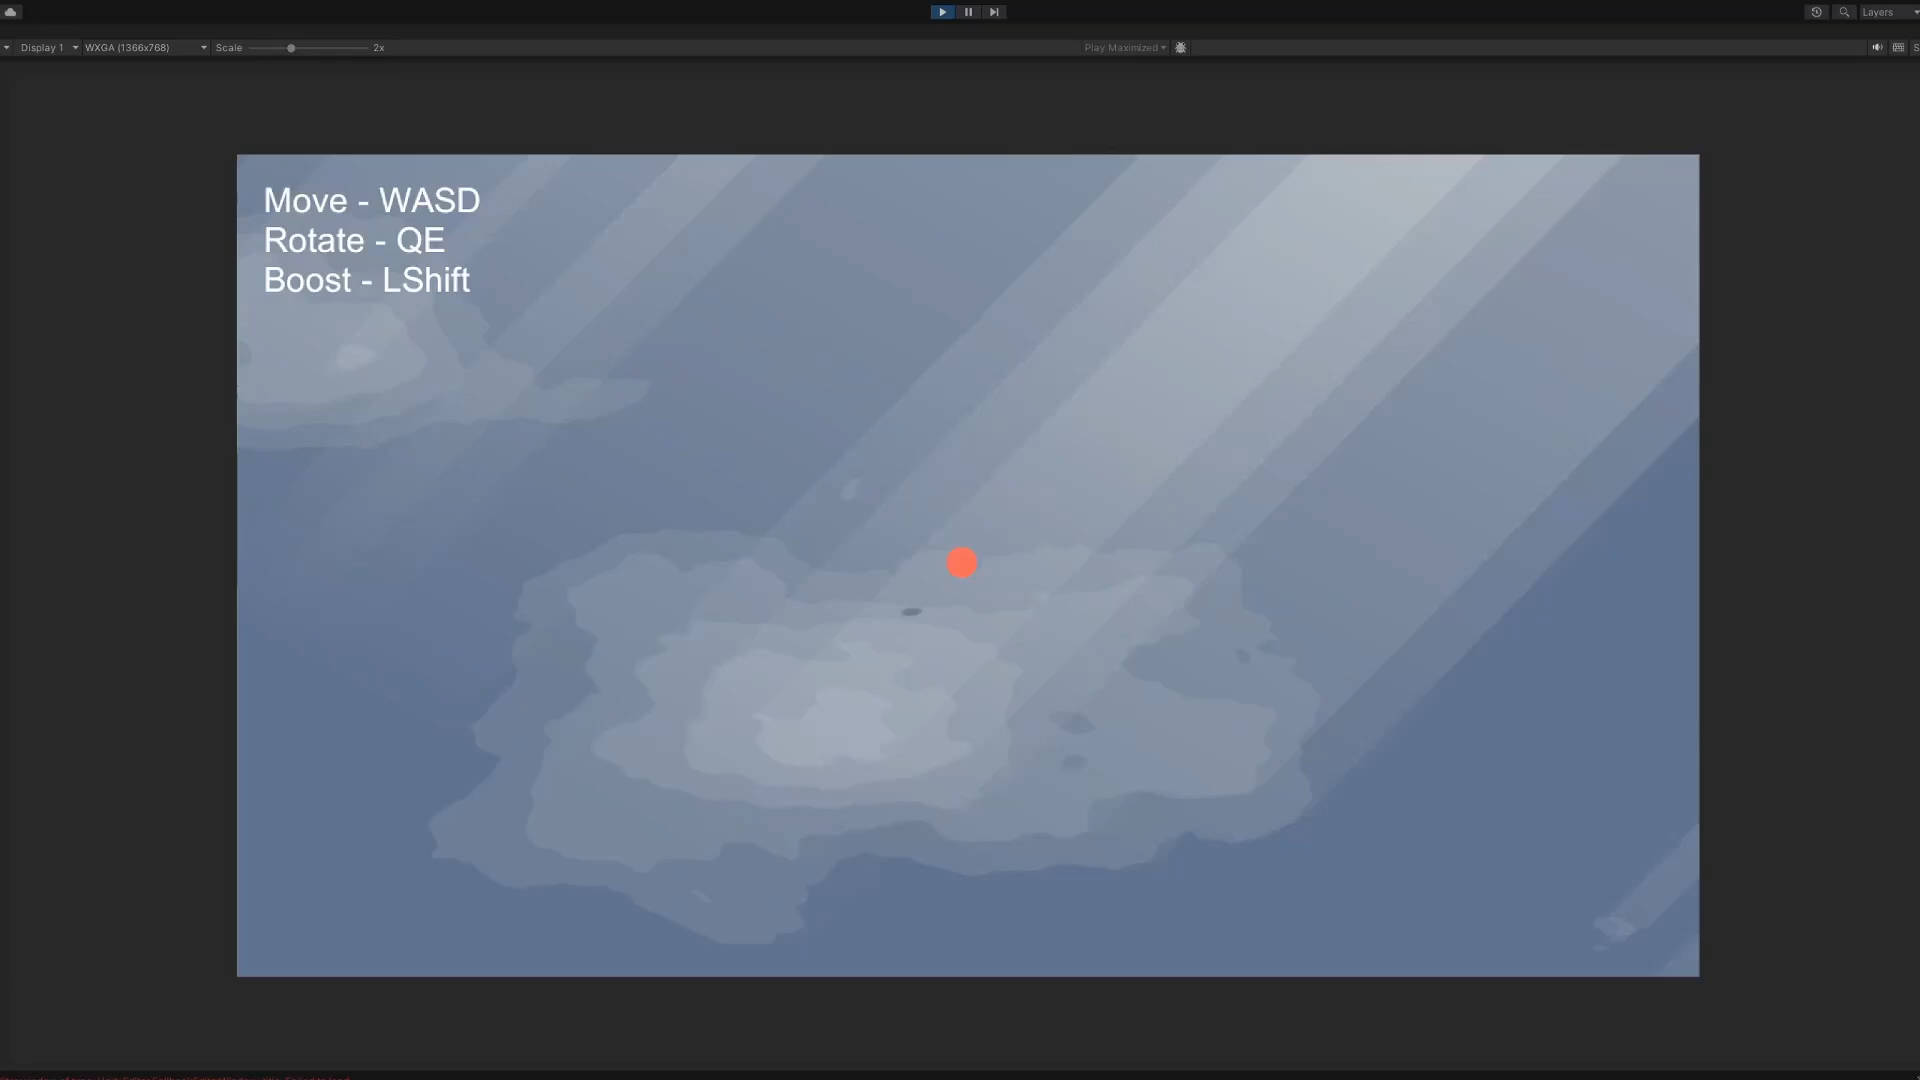 Layers
Display 1 WXGA (1366x768) Scale 2x Play Maximized
Move - WASD
Rotate - QE
Boost - LShift